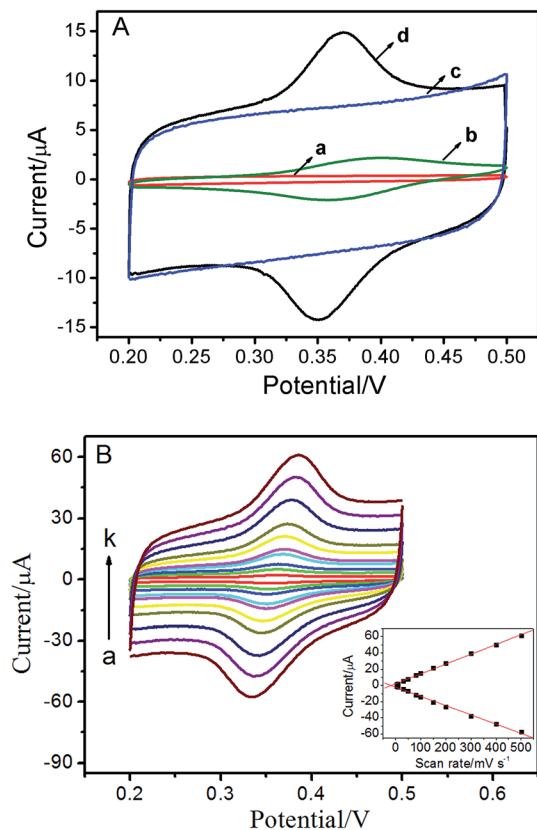 A
d
c
a
b
15
10
5
0
-5
-10
-15
Current/μA
0.20
0.25
0.30
0.35
0.40
0.45
0.50
Potential/V
B
k
a
60
30
0
-30
-60
-90
Current/μA
0.2
0.3
0.4
0.5
0.6
Potential/V
60
40
20
0
-20
-40
-60
Current/μA
0 100 200 300 400 500
Scan rate/mV s⁻¹